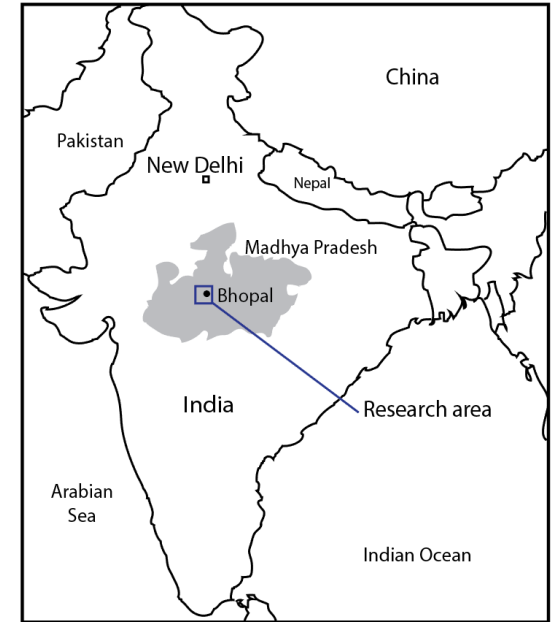 China
Pakistan
New Delhi
Nepal
Madhya Pradesh
Bhopal
India
Research area
Arabian
Sea
Indian Ocean